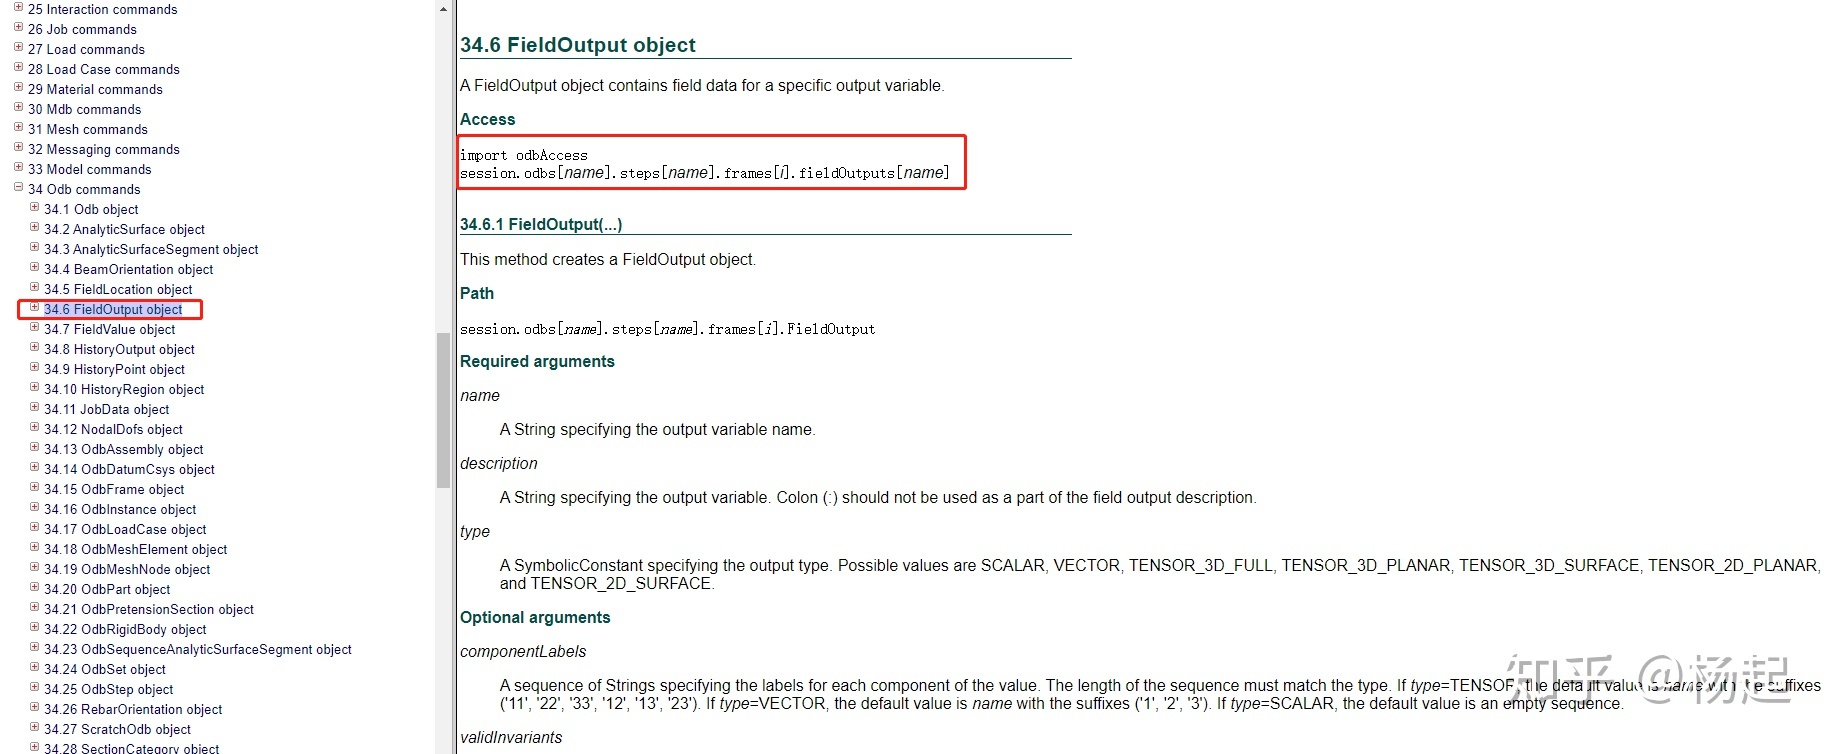 25 Interaction commands
26 Job commands
27 Load commands
28 Load Case commands
29 Material commands
30 Mdb commands
31 Mesh commands
32 Messaging commands
33 Model commands
34 Odb commands
34.1 Odb object
34.2 AnalyticSurface object
34.3 AnalyticSurfaceSegment object
34.4 BeamOrientation object
34.5 FieldLocation object
34.6 FieldOutput object
34.7 FieldValue object
34.8 HistoryOutput object
34.9 HistoryPoint object
34.10 HistoryRegion object
34.11 JobData object
34.12 NodalDofs object
34.13 OdbAssembly object
34.14 OdbDatumCsys object
34.15 OdbFrame object
34.16 OdbInstance object
34.17 OdbLoadCase object
34.18 OdbMeshElement object
34.19 OdbMeshNode object
34.20 OdbPart object
34.21 OdbPretensionSection object
34.22 OdbRigidBody object
34.23 OdbSequenceAnalyticSurfaceSegment object
34.24 OdbSet object
34.25 OdbStep object
34.26 RebarOrientation object
34.27 ScratchOdb object
34.28 SectionCategory object
34.6 FieldOutput object
A FieldOutput object contains field data for a specific output variable.
Access
import odbAccess
session.odbs[name].steps[name].frames[i].fieldOutputs[name]
34.6.1 FieldOutput(...)
This method creates a FieldOutput object.
Path
session.odbs[name].steps[name].frames[i].FieldOutput
Required arguments
name
A String specifying the output variable name.
description
A String specifying the output variable. Colon (:) should not be used as a part of the field output description.
type
A SymbolicConstant specifying the output type. Possible values are SCALAR, VECTOR, TENSOR_3D_FULL, TENSOR_3D_PLANAR, TENSOR_3D_SURFACE, TENSOR_2D_PLANAR,
and TENSOR_2D_SURFACE.
Optional arguments
componentLabels
A sequence of Strings specifying the labels for each component of the value. The length of the sequence must match the type. If type=TENSOR, the default value is name with the suffixes
('11', '22', '33', '12', '13', '23'). If type=VECTOR, the default value is name with the suffixes ('1', '2', '3'). If type=SCALAR, the default value is an empty sequence.
validInvariants
知乎 @杨起